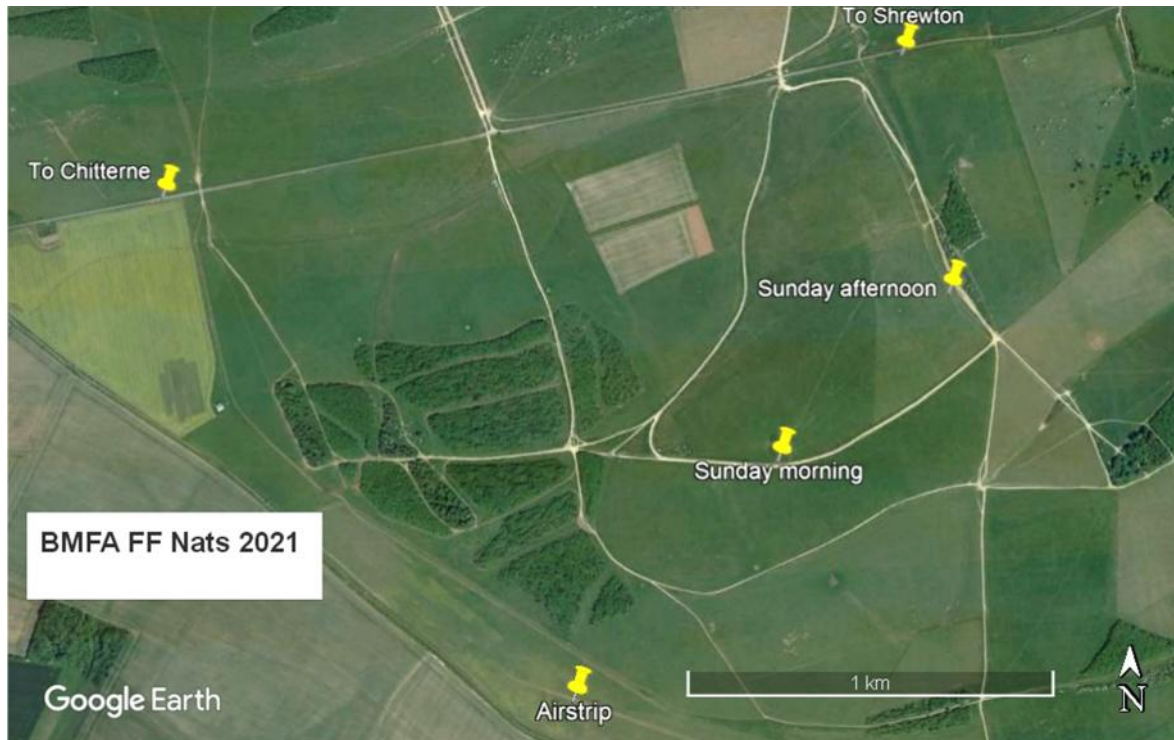 To Shrewton
To Chitterne
Sunday afternoon
Sunday morning
BMFA FF Nats 2021
1 km
N
Google Earth
Airstrip